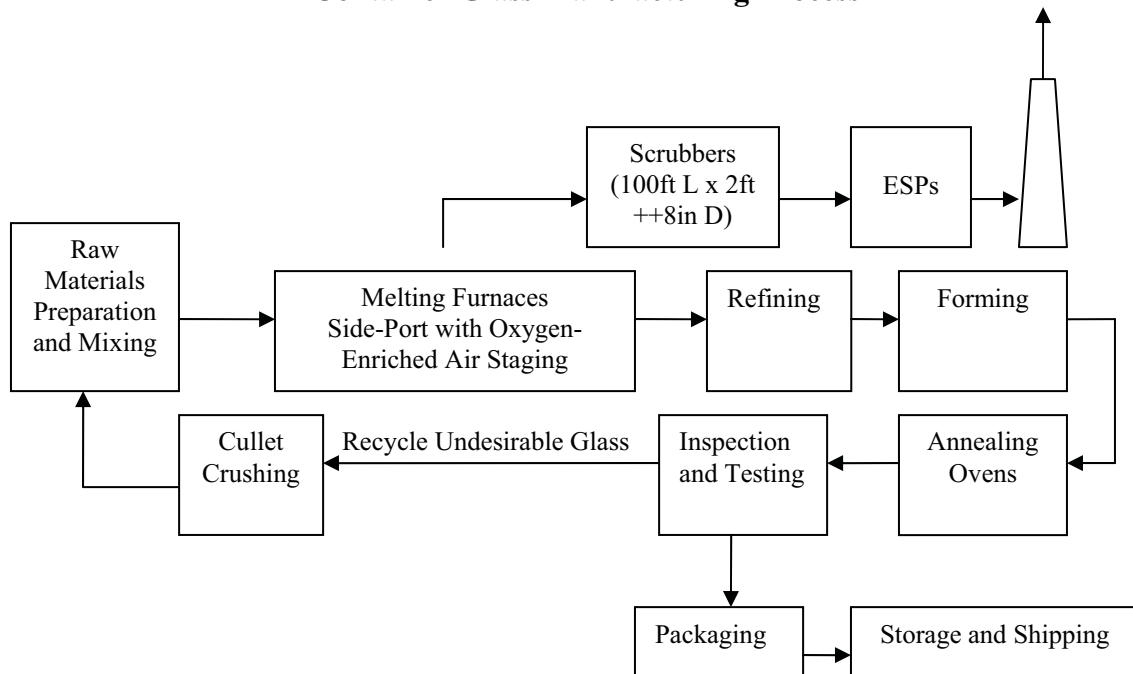 Scrubbers
(100ft L x 2ft
++8in D)
ESPs
Raw
Materials
Preparation
and Mixing
Melting Furnaces
Side-Port with Oxygen-
Enriched Air Staging
Refining
Forming
Cullet
Crushing
Recycle Undesirable Glass
Inspection
and Testing
Annealing
Ovens
Packaging
Storage and Shipping